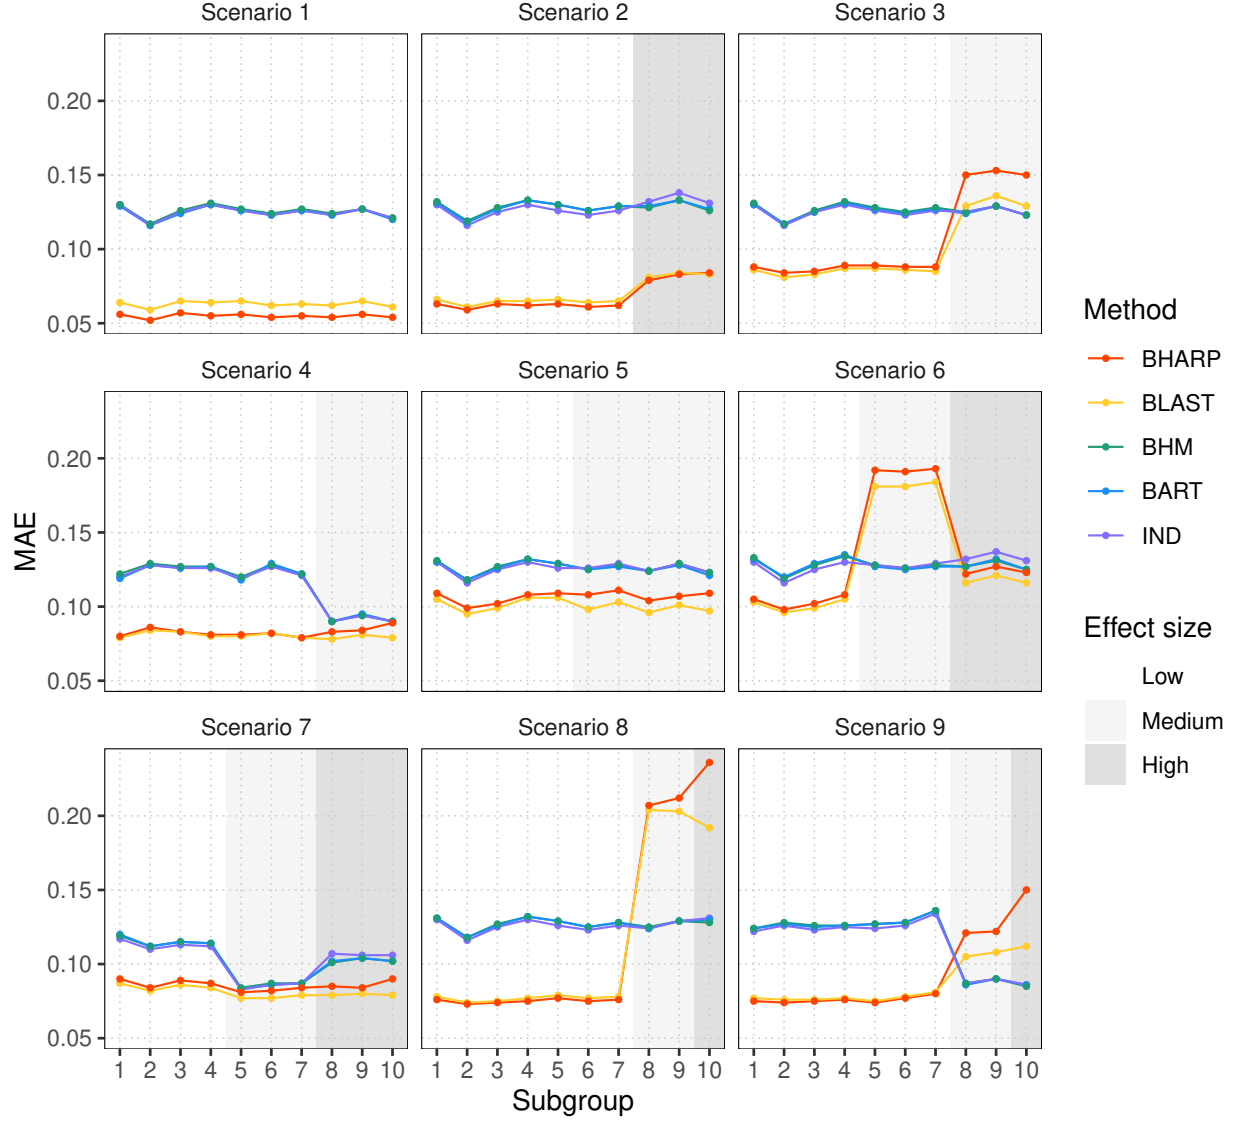 Scenario 1
Scenario 2
Scenario 3
0.20
0.15
0.10
0.05
Scenario 4
Scenario 5
Scenario 6
0.20
0.15
0.10
0.05
Scenario 7
Scenario 8
Scenario 9
0.20
0.15
0.10
0.05
1 2 3 4 5 6 7 8 9 10
1 2 3 4 5 6 7 8 9 10
1 2 3 4 5 6 7 8 9 10
Subgroup
MAE
Method
BHARP
BLAST
BHM
BART
IND
Effect size
Low
Medium
High